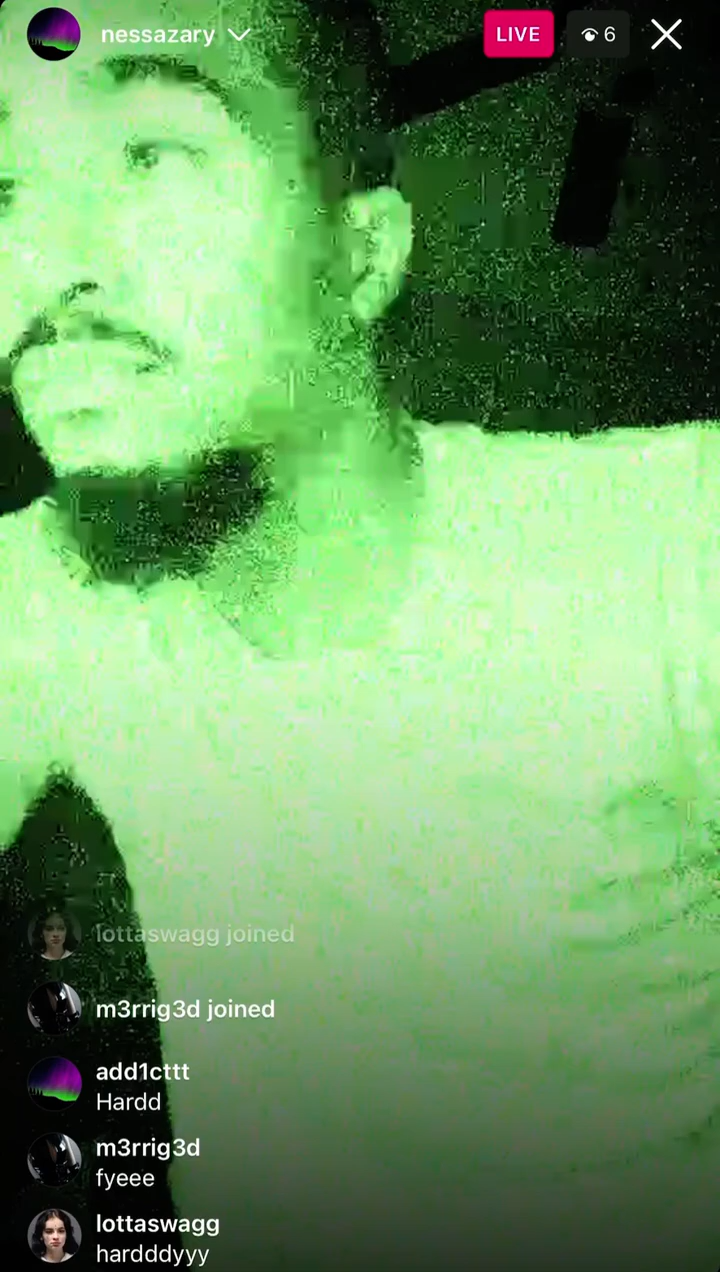 nessazary
LIVE
6
lottaswagg joined
m3rrig3d joined
add1cttt
Hardd
m3rrig3d
fyeee
lottaswagg
hardddyyy